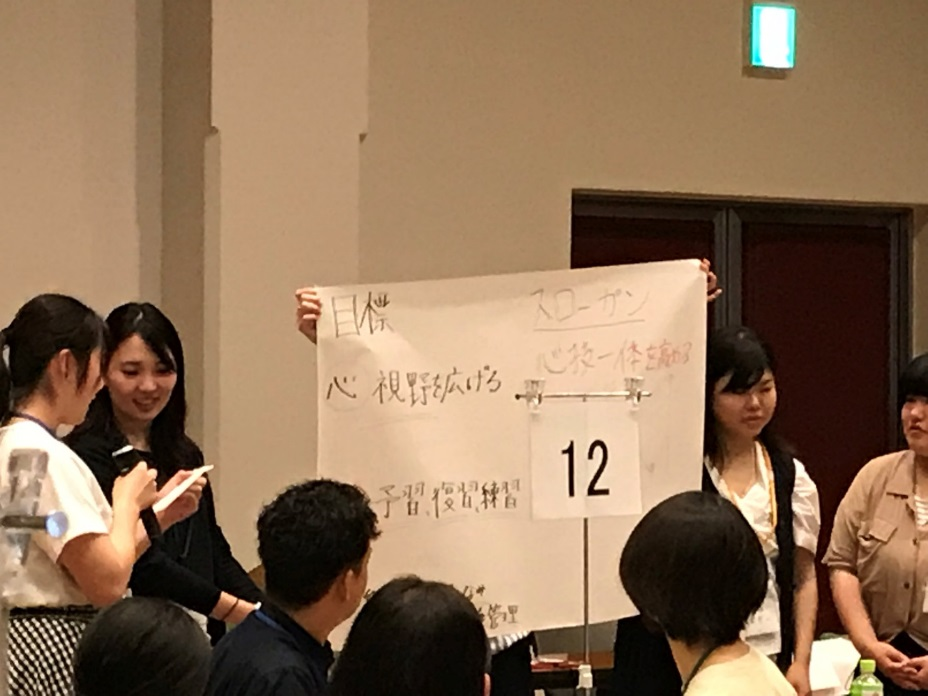 目標
スローガン
心技一体を高める
心 視野を広げる
12
予習、復習、練習
管理